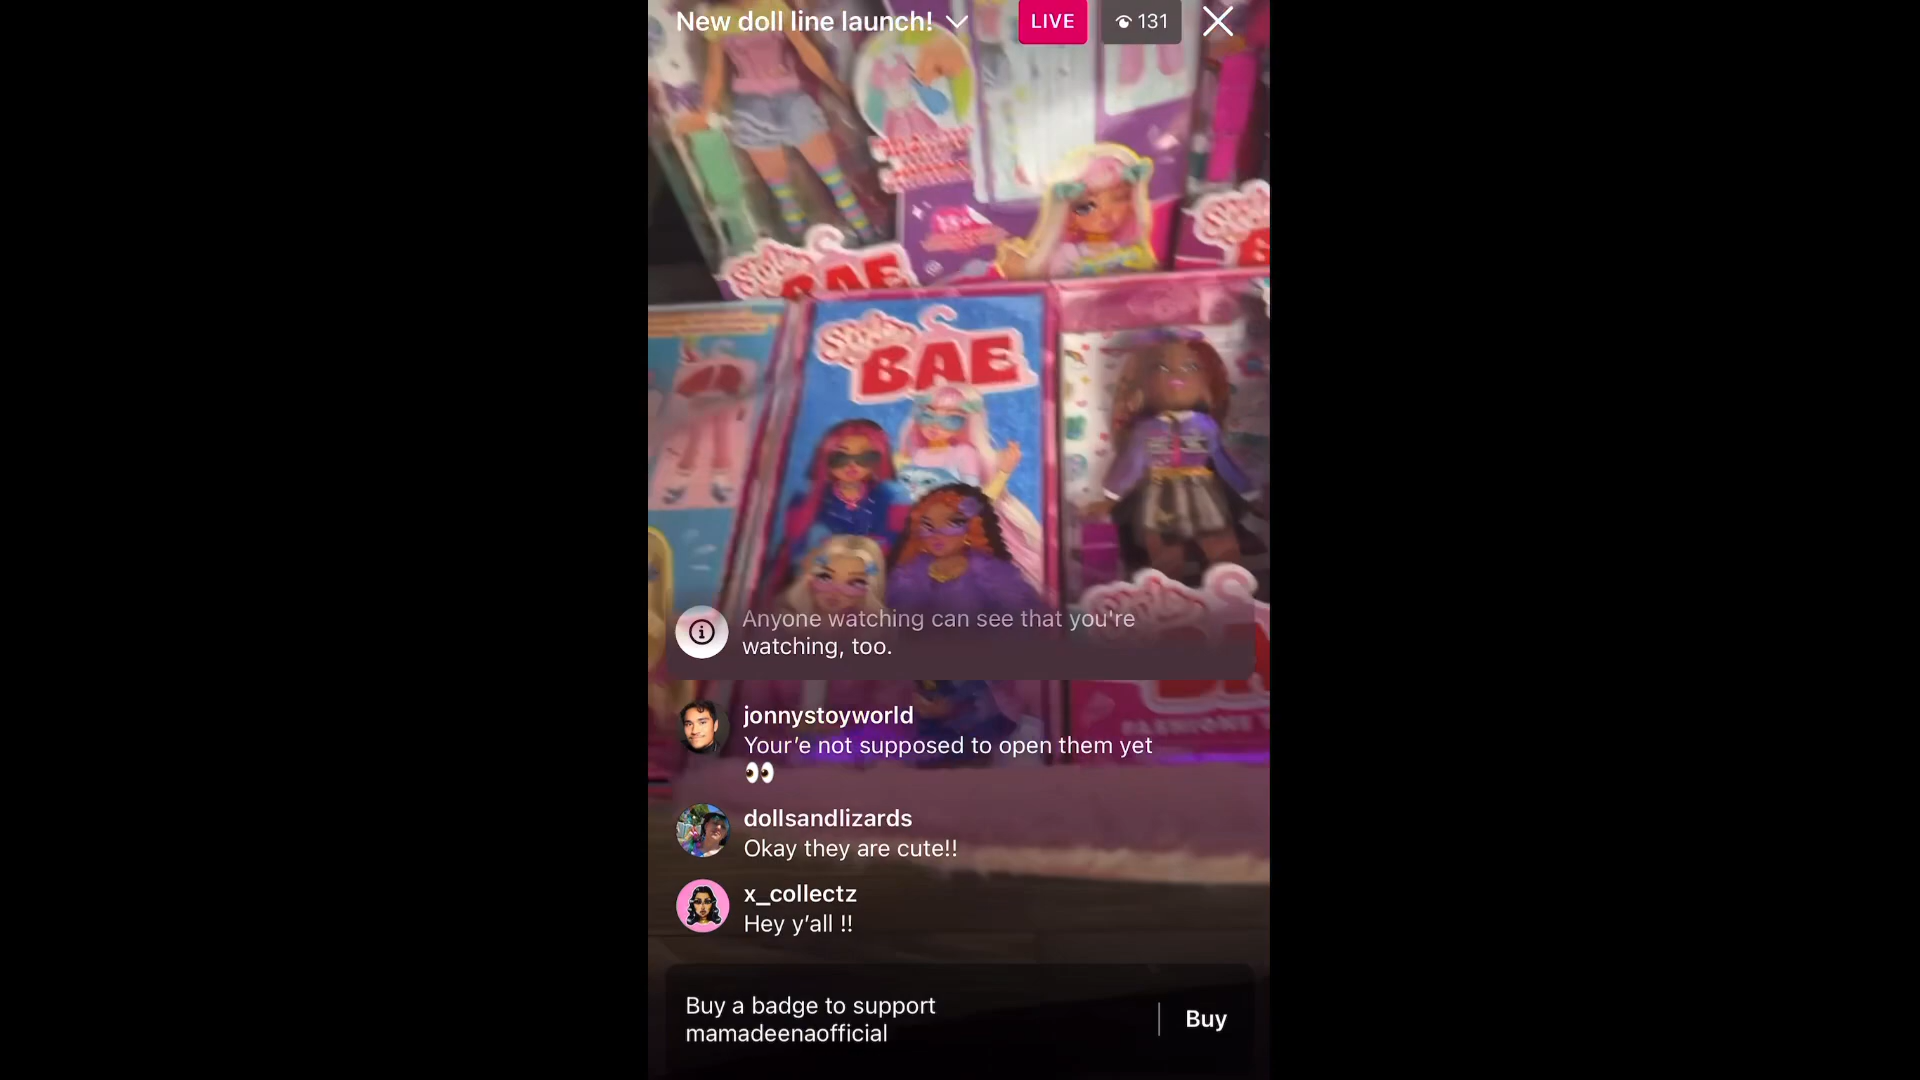 New doll line launch!
LIVE
131
BAE
BAE
Anyone watching can see that you're
watching, too.
jonnystoyworld
Your’e not supposed to open them yet
👀
dollsandlizards
Okay they are cute!!
x_collectz
Hey y’all !!
Buy a badge to support
mamadeenaofficial
Buy